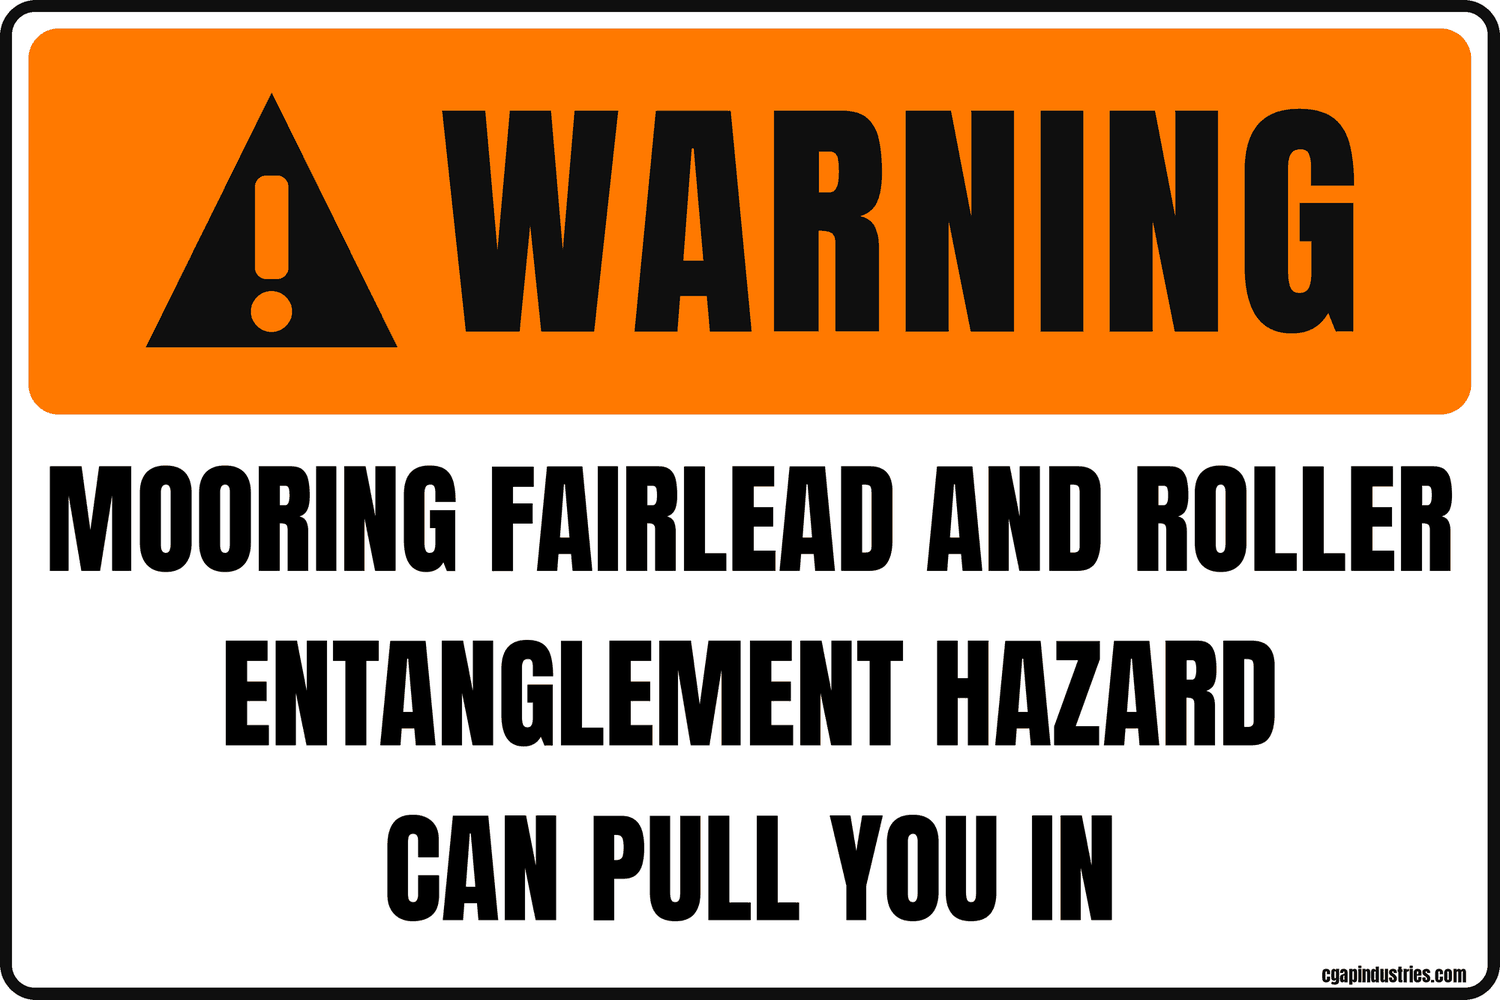 WARNING
MOORING FAIRLEAD AND ROLLER
ENTANGLEMENT HAZARD
CAN PULL YOU IN
cgapindustries.com